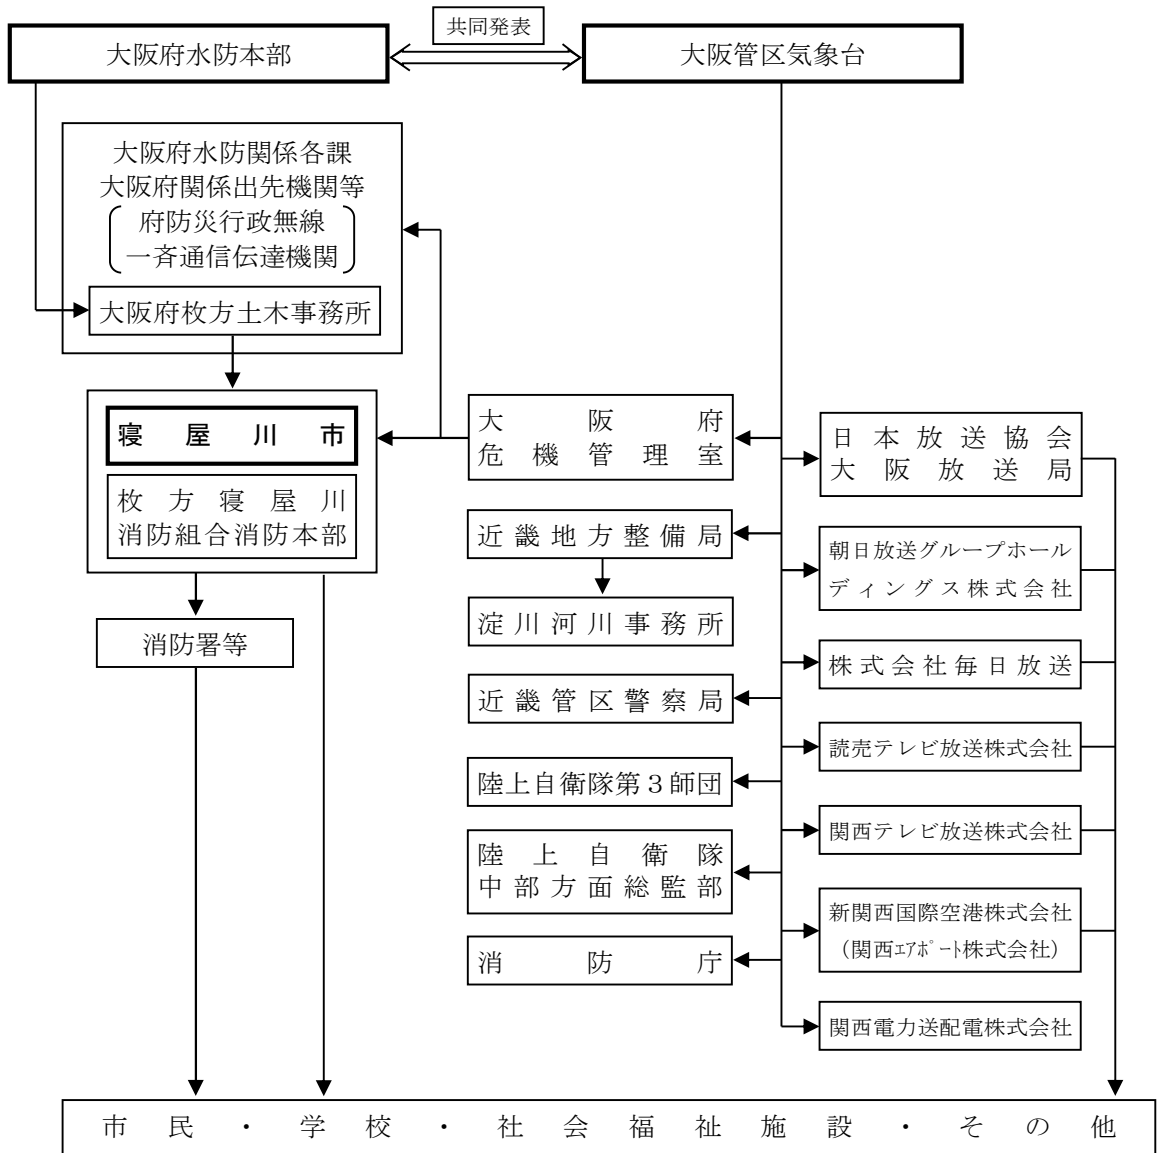 共同発表
大阪府水防本部
大阪管区気象台
大阪府水防関係各課
大阪府関係出先機関等
府防災行政無線
一斉通信伝達機関
大阪府枚方土木事務所
寝屋川市
枚方寝屋川
消防組合消防本部
消防署等
大阪府
危機管理室
近畿地方整備局
淀川河川事務所
近畿管区警察局
陸上自衛隊第3師団
陸上自衛隊
中部方面総監部
消防庁
日本放送協会
大阪放送局
朝日放送グループホール
ディングス株式会社
株式会社毎日放送
読売テレビ放送株式会社
関西テレビ放送株式会社
新関西国際空港株式会社
(関西ｴｱﾎﾟｰﾄ株式会社)
関西電力送配電株式会社
市民・学校・社会福祉施設・その他